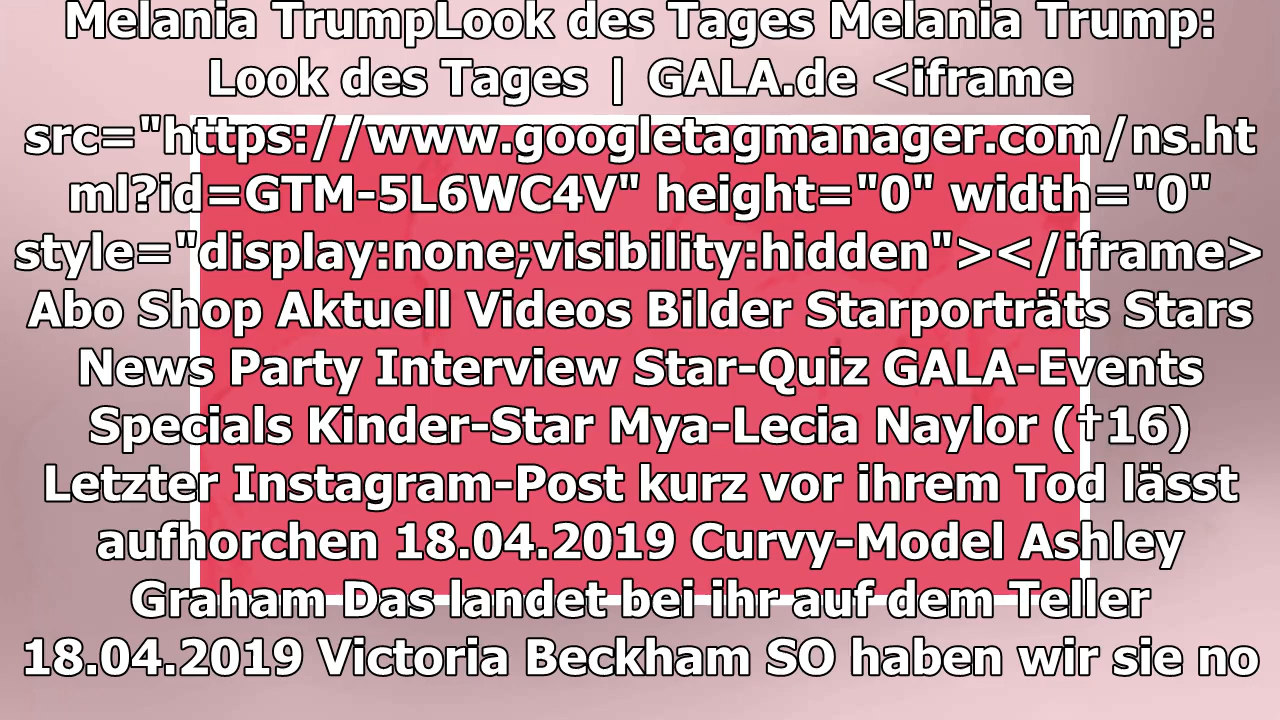 Melania TrumpLook des Tages Melania Trump:
Look des Tages | GALA.de <iframe
src="https://www.googletagmanager.com/ns.ht
ml?id=GTM-5L6WC4V" height="0" width="0"
style="display:none;visibility:hidden"></iframe>
Abo Shop Aktuell Videos Bilder Starporträts Stars
News Party Interview Star-Quiz GALA-Events
Specials Kinder-Star Mya-Lecia Naylor (†16)
Letzter Instagram-Post kurz vor ihrem Tod lässt
aufhorchen 18.04.2019 Curvy-Model Ashley
Graham Das landet bei ihr auf dem Teller
18.04.2019 Victoria Beckham SO haben wir sie no